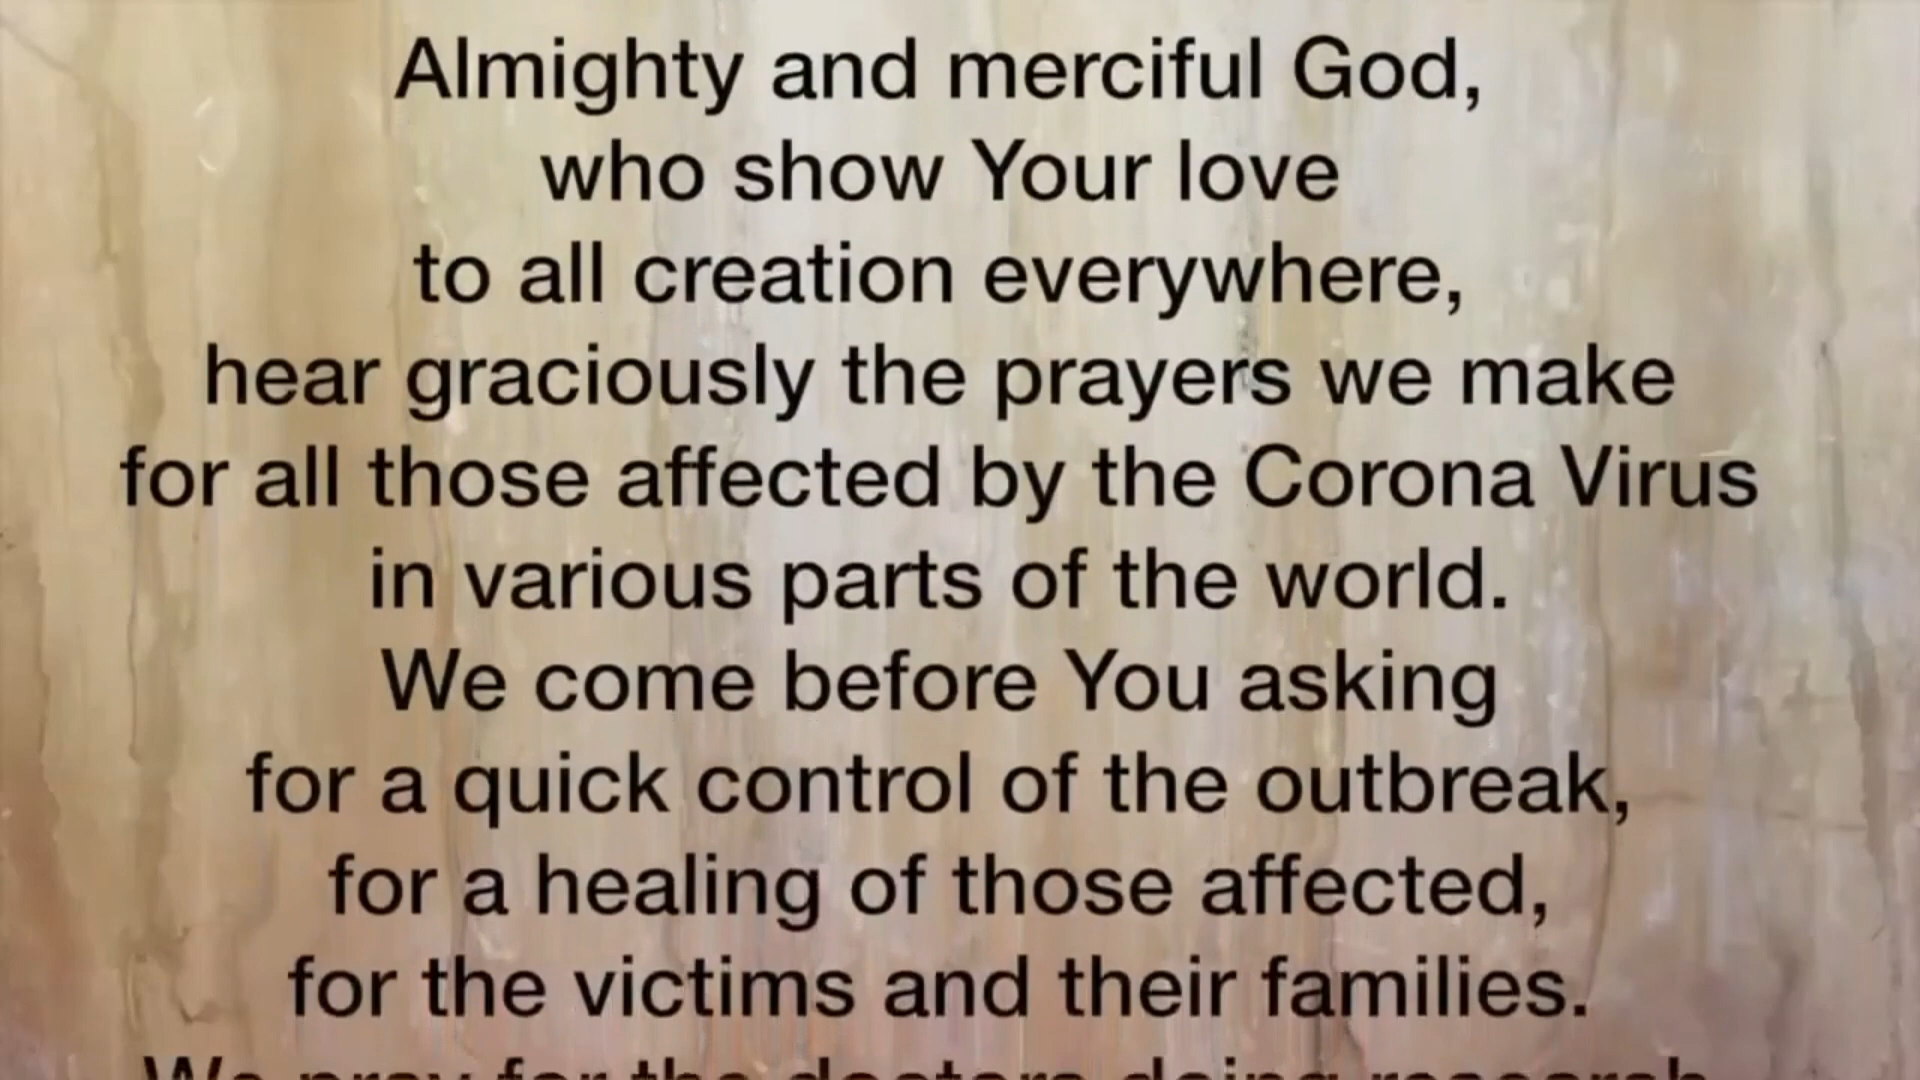 Almighty and merciful God,
who show Your love
to all creation everywhere,
hear graciously the prayers we make
for all those affected by the Corona Virus
in various parts of the world.
We come before You asking
for a quick control of the outbreak,
for a healing of those affected,
for the victims and their families.
We pray for the doctors doing research